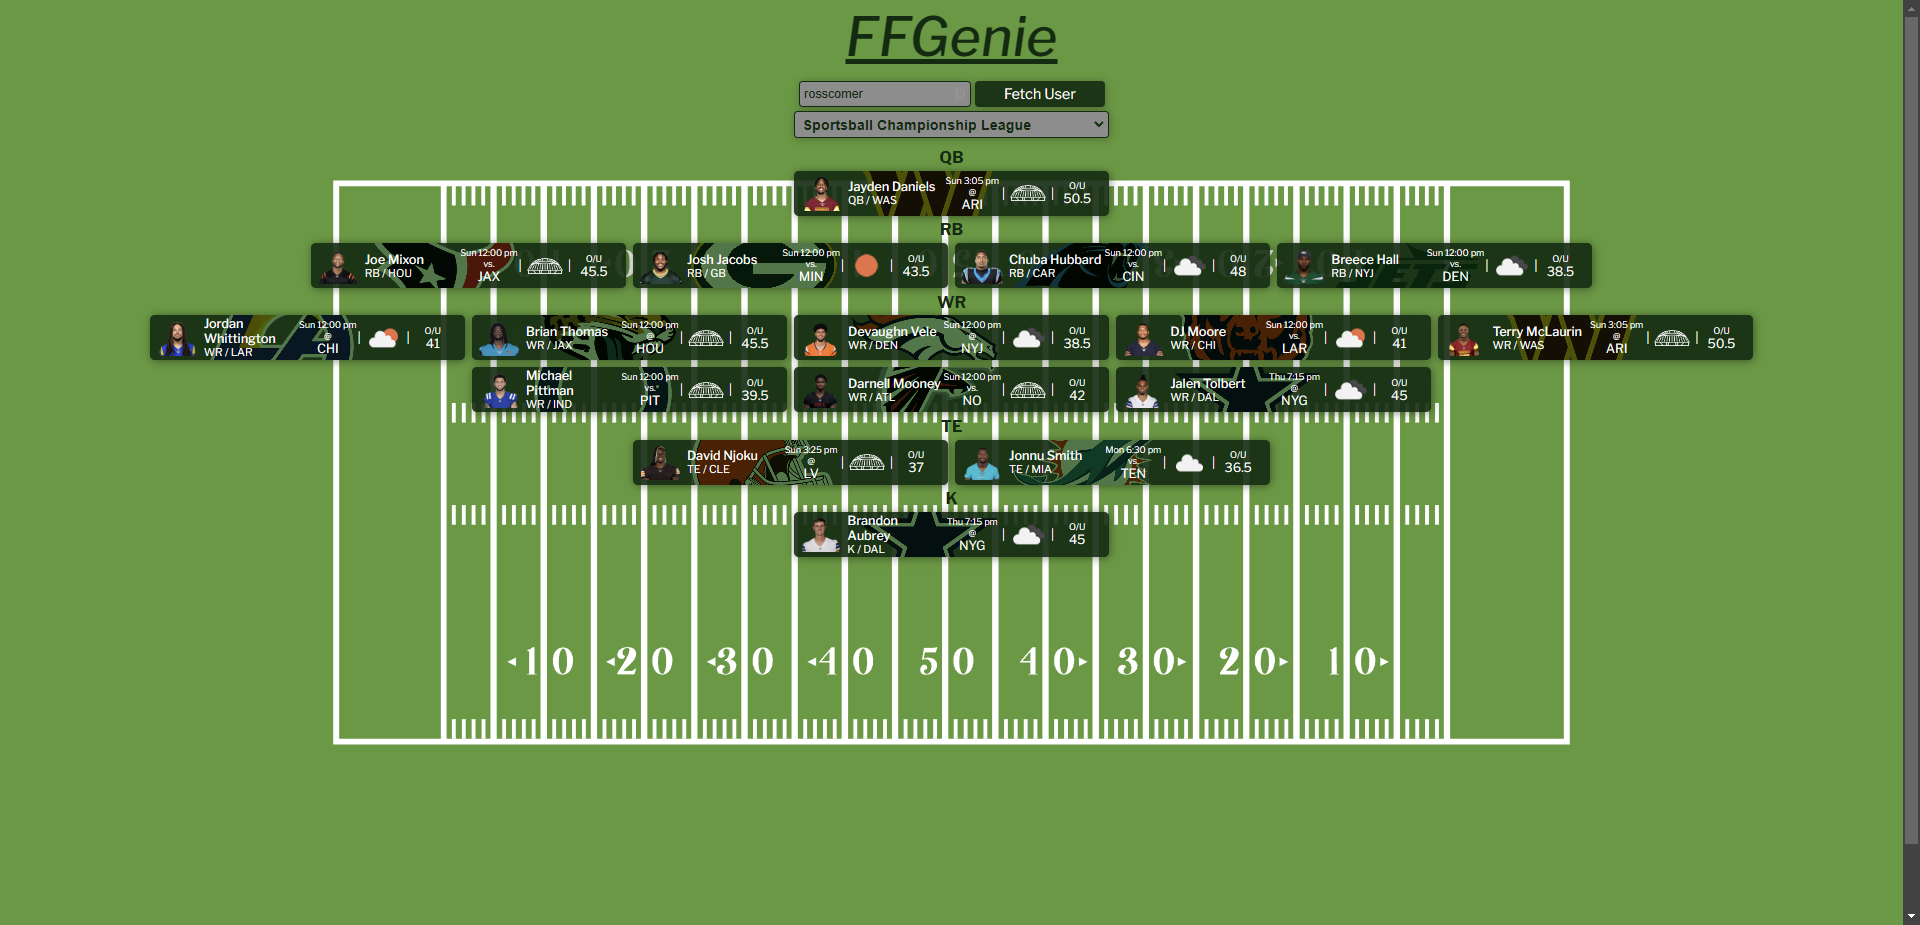 FFGenie
rosscomer
Fetch User
Sportsball Championship League
QB
Jayden Daniels
QB / WAS
Sun 3:05 pm
@
ARI
O/U
50.5
RB
Joe Mixon
RB / HOU
Sun 12:00 pm
vs.
JAX
O/U
45.5
Josh Jacobs
RB / GB
Sun 12:00 pm
vs.
MIN
O/U
43.5
Chuba Hubbard
RB / CAR
Sun 12:00 pm
vs.
CIN
O/U
48
Breece Hall
RB / NYJ
Sun 12:00 pm
vs.
DEN
O/U
38.5
WR
Jordan
Whittington
WR / LAR
Sun 12:00 pm
@
CHI
O/U
41
Brian Thomas
WR / JAX
Sun 12:00 pm
@
HOU
O/U
45.5
Devaughn Vele
WR / DEN
Sun 12:00 pm
@
NYJ
O/U
38.5
DJ Moore
WR / CHI
Sun 12:00 pm
vs.
LAR
O/U
41
Terry McLaurin
WR / WAS
Sun 3:05 pm
@
ARI
O/U
50.5
Michael
Pittman
WR / IND
Sun 12:00 pm
vs.
PIT
O/U
39.5
Darnell Mooney
WR / ATL
Sun 12:00 pm
vs.
NO
O/U
42
Jalen Tolbert
WR / DAL
Thu 7:15 pm
@
NYG
O/U
45
TE
David Njoku
TE / CLE
Sun 3:25 pm
@
LV
O/U
37
Jonnu Smith
TE / MIA
Mon 6:30 pm
vs.
TEN
O/U
36.5
K
Brandon
Aubrey
K / DAL
Thu 7:15 pm
@
NYG
O/U
45
◂10 ◂20 ◂30 ◂40 50 40▸ 30▸ 20▸ 10▸